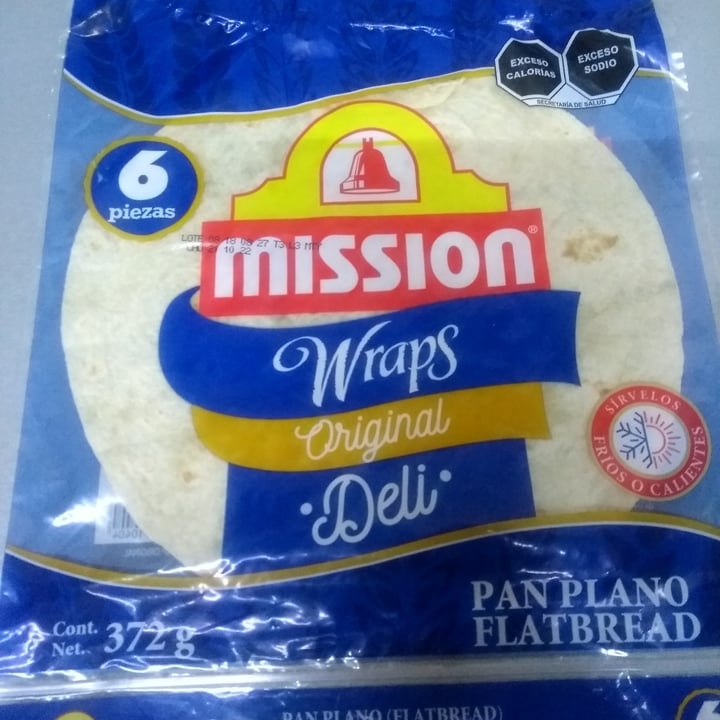 EXCESO
CALORÍAS
EXCESO
SODIO
SECRETARÍA DE SALUD
6
piezas
MISSION®
Wraps
Original
Deli
SÍRVELOS
FRÍOS O CALIENTES
PAN PLANO
FLATBREAD
Cont.
Net. 372 g
PAN PLANO (FLATBREAD)